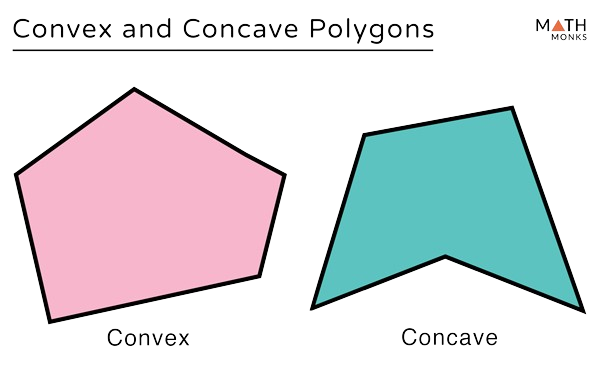 Convex and Concave Polygons
MATH
MONKS
Convex
Concave